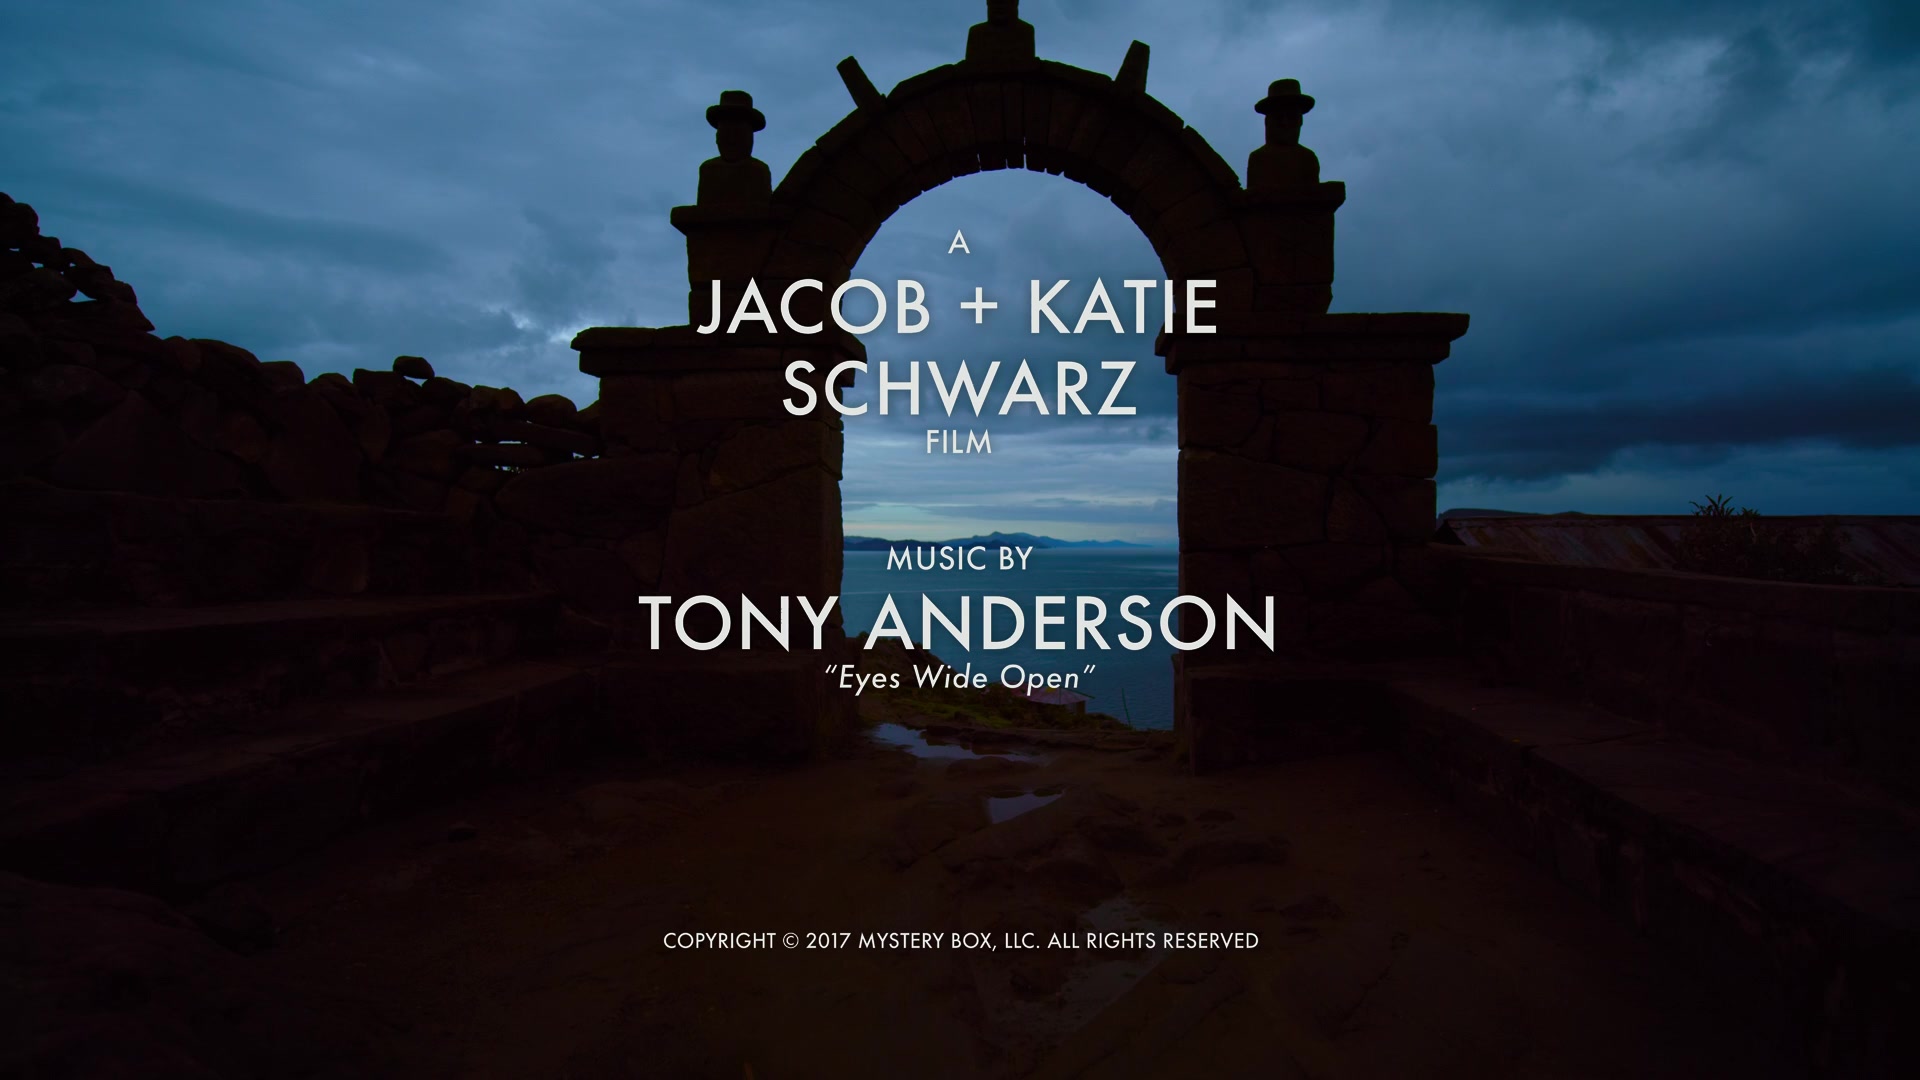 A
JACOB + KATIE
SCHWARZ
FILM
MUSIC BY
TONY ANDERSON
“Eyes Wide Open”
COPYRIGHT © 2017 MYSTERY BOX, LLC. ALL RIGHTS RESERVED